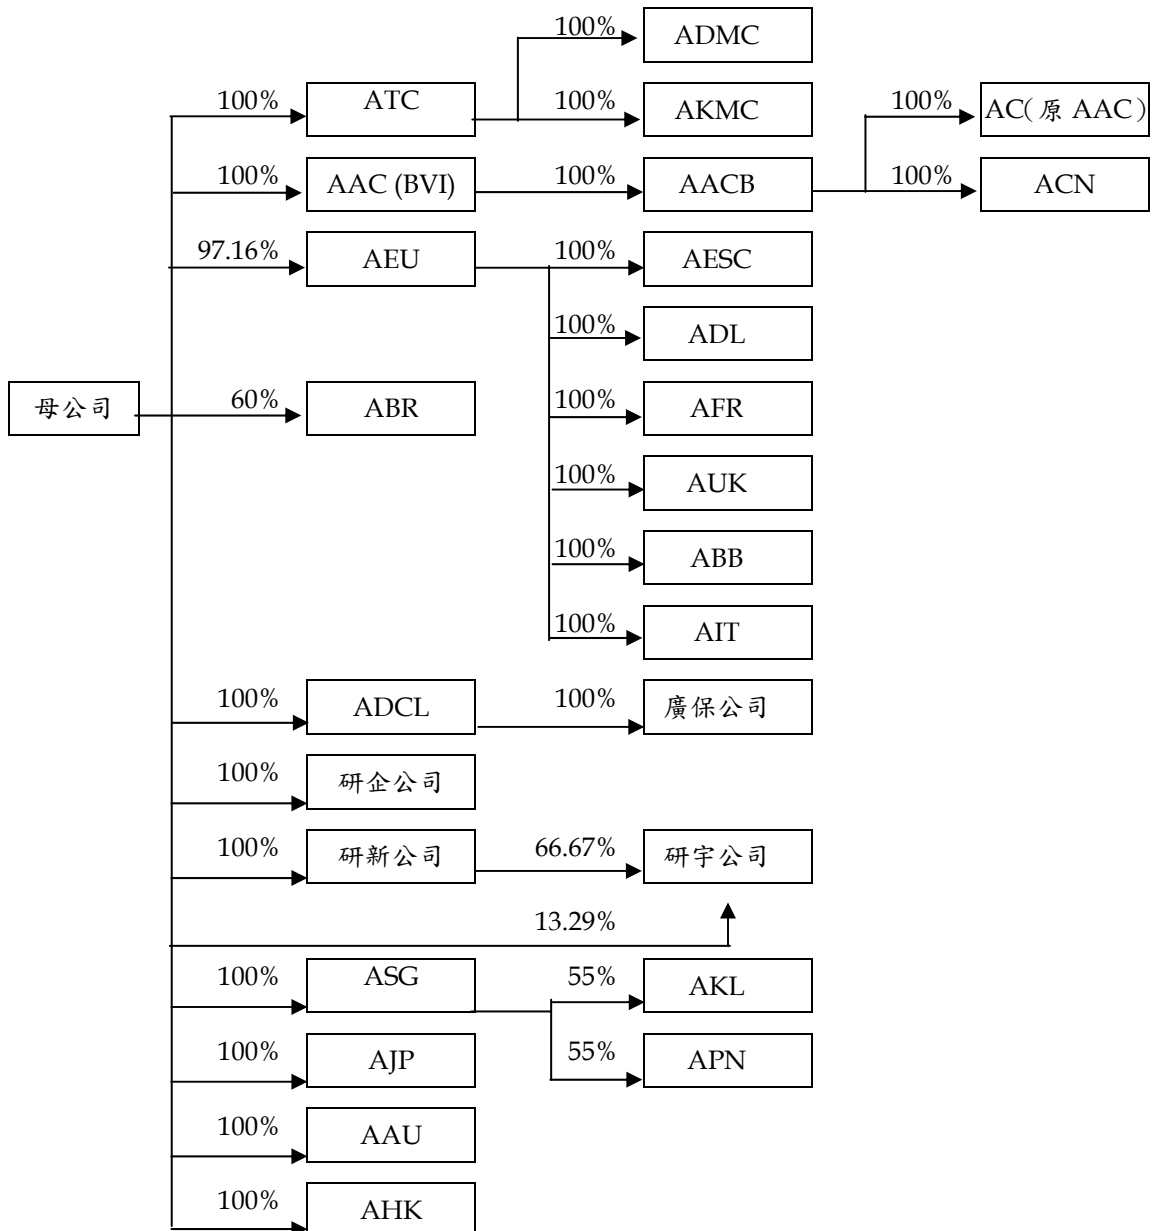 100% ADMC
100% ATC 100% AKMC 100% AC(原 AAC)
100% AAC (BVI) 100% AACB 100% ACN
97.16% AEU 100% AESC
100% ADL
母公司 60% ABR 100% AFR
100% AUK
100% ABB
100% AIT
100% ADCL 100% 廣保公司
100% 研企公司
100% 研新公司 66.67% 研宇公司
13.29%
100% ASG 55% AKL
100% AJP 55% APN
100% AAU
100% AHK